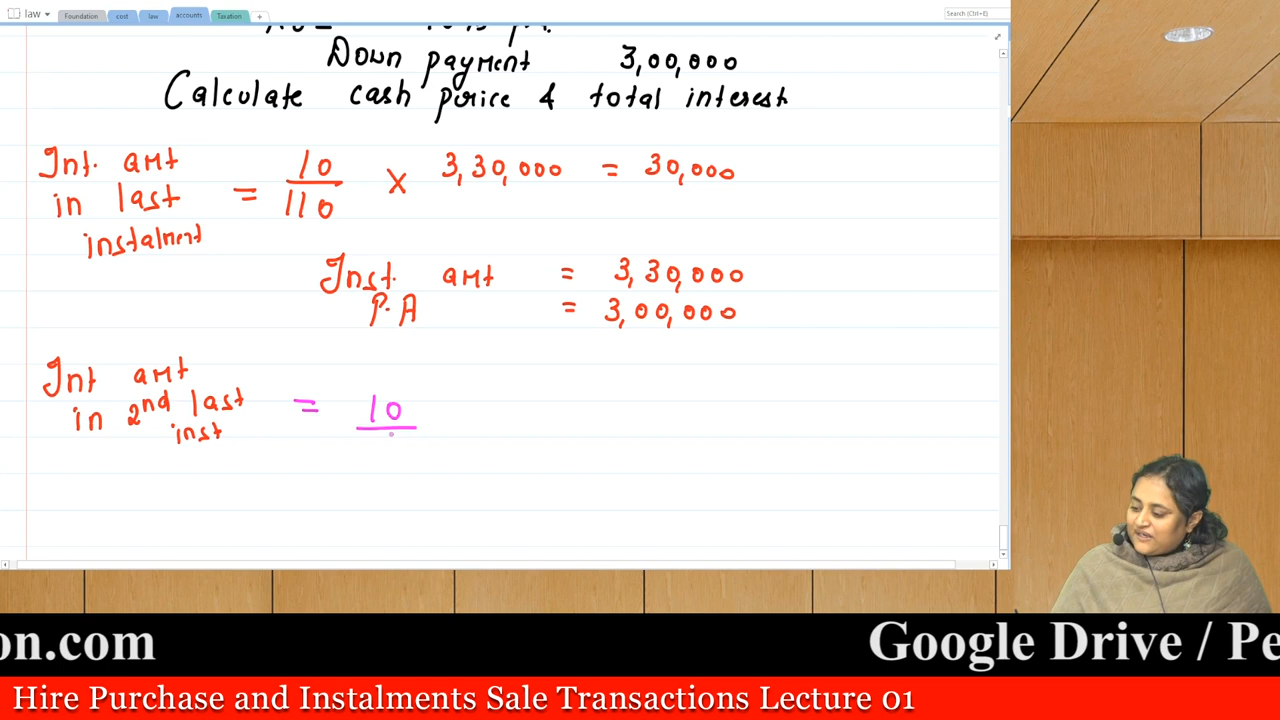 law
Foundation cost law accounts Taxation +
Search (Ctrl+E)
Down payment 3,00,000
Calculate cash price & total interest
Int. amt in last instalment = 10/110 × 3,30,000 = 30,000
Inst. amt = 3,30,000
P.A = 3,00,000
Int amt in 2nd last inst = 10
on.com Google Drive / Pe
Hire Purchase and Instalments Sale Transactions Lecture 01